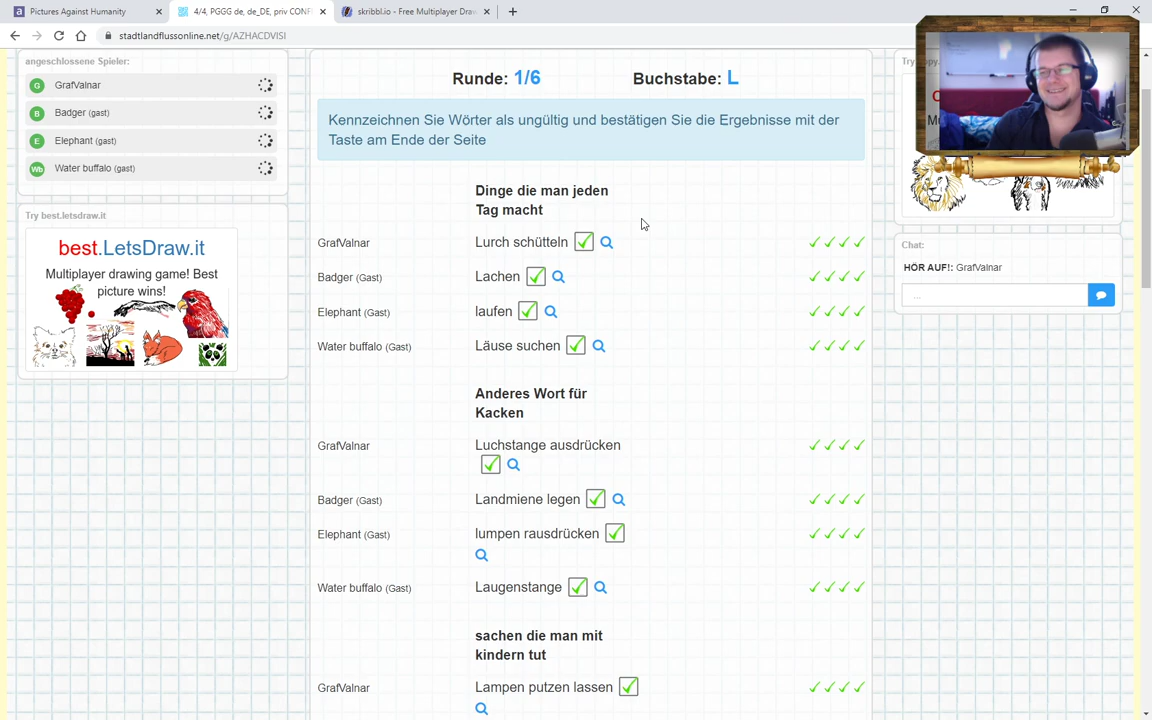 Pictures Against Humanity
4/4, PGGG de, de_DE, priv CONF
skribbl.io - Free Multiplayer Draw
stadtlandflussonline.net/g/AZHACDVISI
angeschlossene Spieler:
G GrafValnar
B Badger (gast)
E Elephant (gast)
Wb Water buffalo (gast)
Try best.letsdraw.it
best.LetsDraw.it
Multiplayer drawing game! Best
picture wins!
Runde: 1/6 Buchstabe: L
Kennzeichnen Sie Wörter als ungültig und bestätigen Sie die Ergebnisse mit der
Taste am Ende der Seite
Dinge die man jeden
Tag macht
GrafValnar Lurch schütteln
Badger (Gast) Lachen
Elephant (Gast) laufen
Water buffalo (Gast) Läuse suchen
Anderes Wort für
Kacken
GrafValnar Luchstange ausdrücken
Badger (Gast) Landmiene legen
Elephant (Gast) lumpen rausdrücken
Water buffalo (Gast) Laugenstange
sachen die man mit
kindern tut
GrafValnar Lampen putzen lassen
Chat:
HÖR AUF!: GrafValnar
...